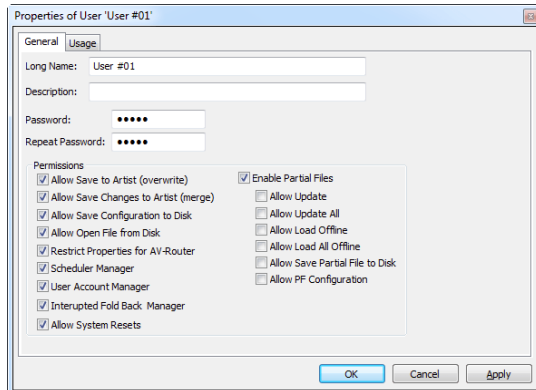 Properties of User 'User #01'
General Usage
Long Name: User #01
Description:
Password: •••••
Repeat Password: •••••
Permissions
Allow Save to Artist (overwrite)
Allow Save Changes to Artist (merge)
Allow Save Configuration to Disk
Allow Open File from Disk
Restrict Properties for AV-Router
Scheduler Manager
User Account Manager
Interupted Fold Back Manager
Allow System Resets
Enable Partial Files
Allow Update
Allow Update All
Allow Load Offline
Allow Load All Offline
Allow Save Partial File to Disk
Allow PF Configuration
OK Cancel Apply